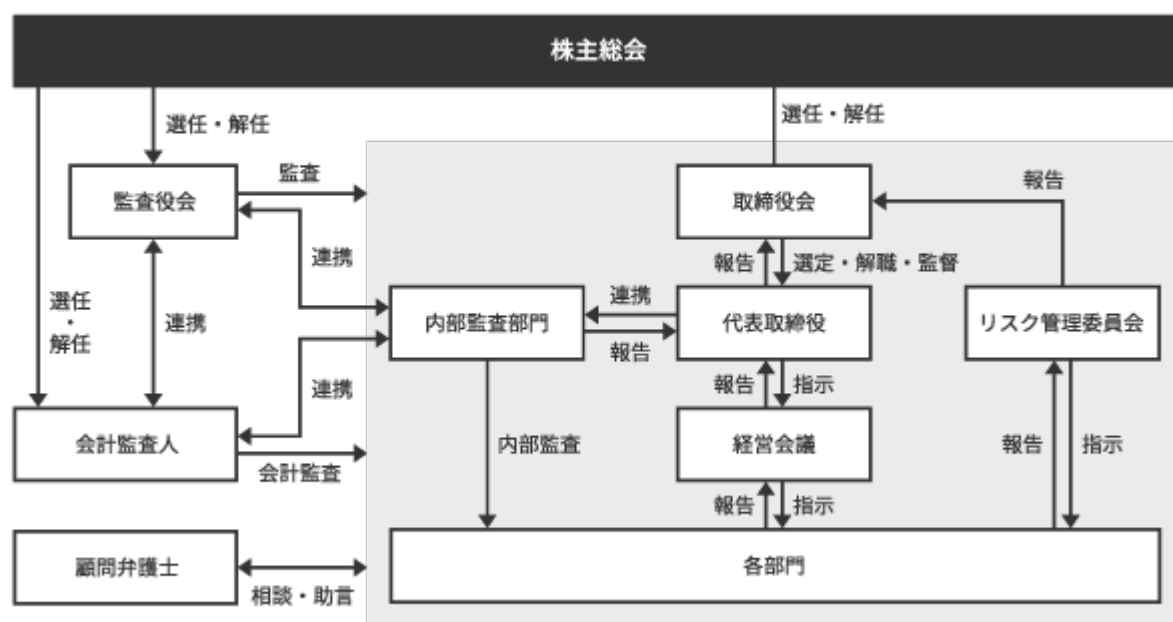 株主総会
選任・解任
選任・解任
監査
報告
監査役会
取締役会
連携
報告
選定・解職・監督
選任
・
解任
連携
連携
内部監査部門
代表取締役
リスク管理委員会
報告
連携
報告
指示
会計監査人
会計監査
内部監査
経営会議
報告
指示
報告
指示
顧問弁護士
相談・助言
各部門